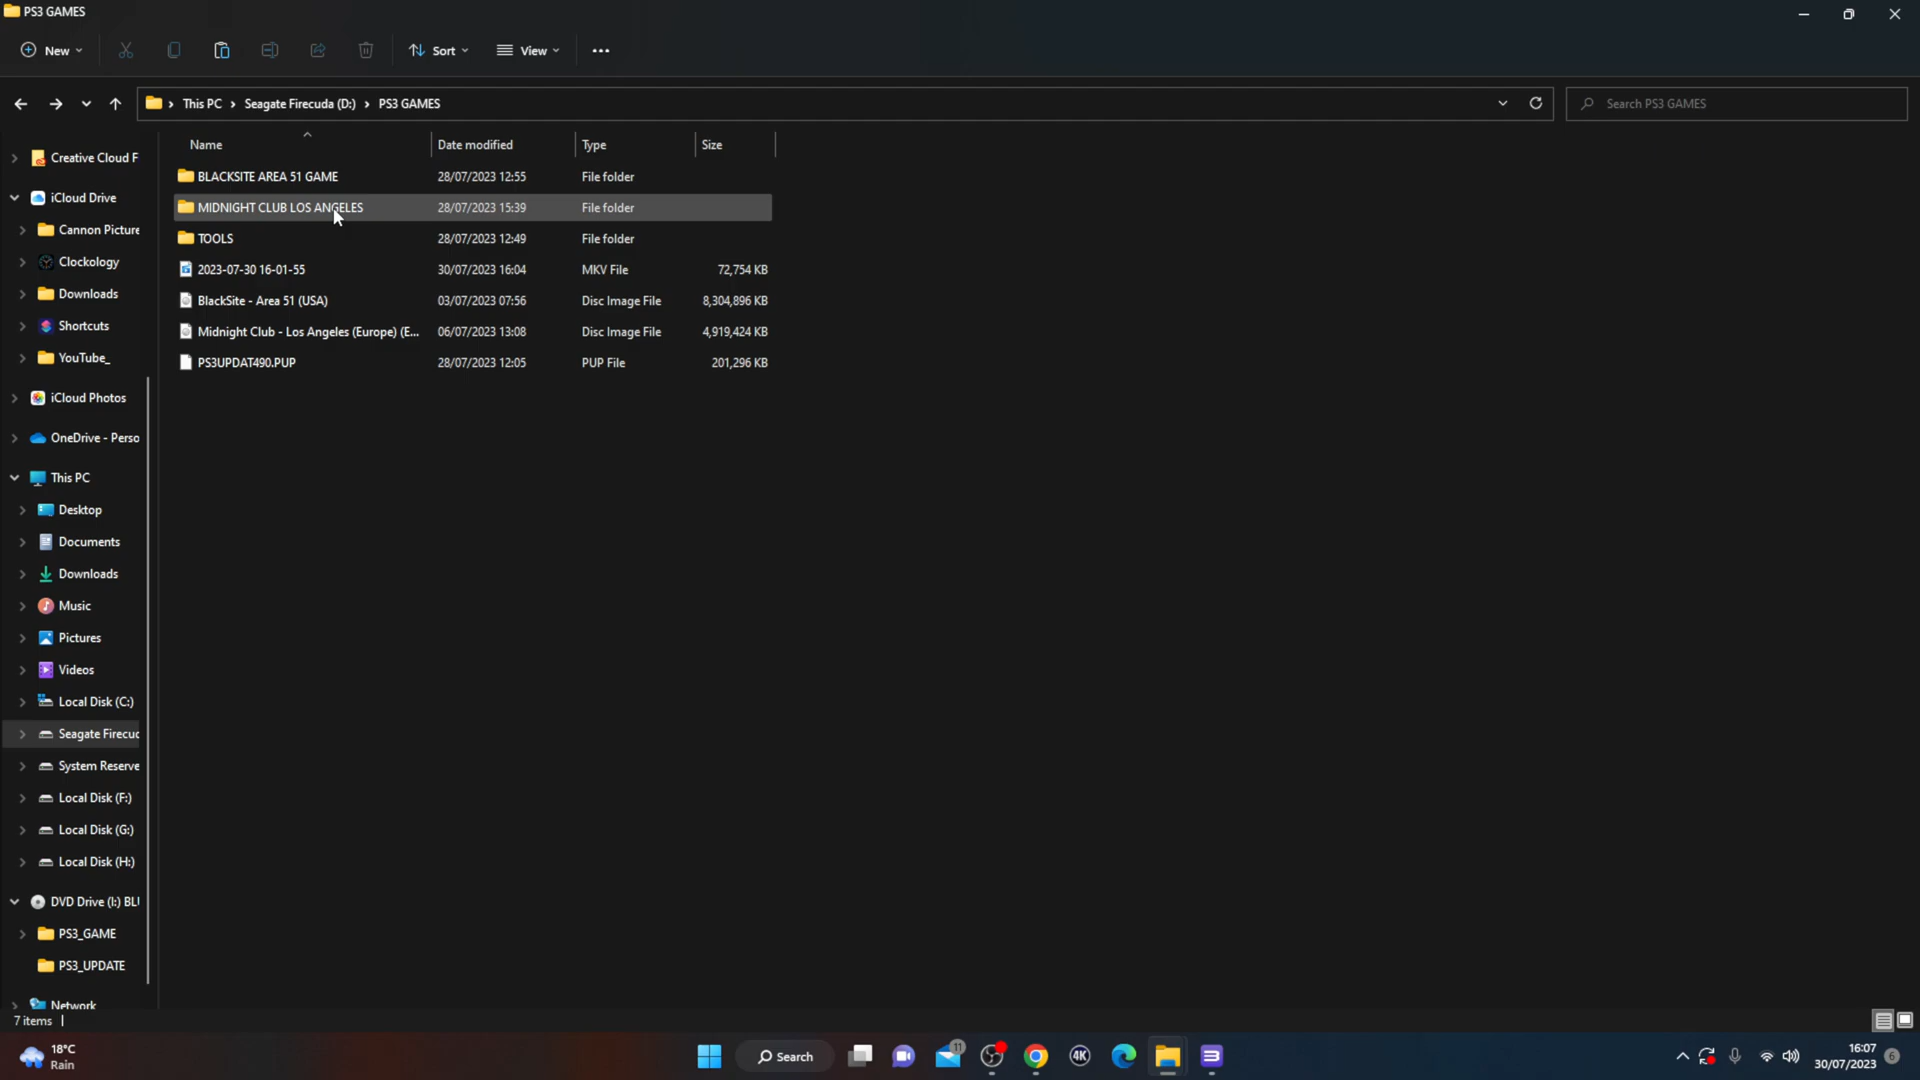 PS3 GAMES
New
Sort
View
This PC
Seagate Firecuda (D:)
PS3 GAMES
Search PS3 GAMES
Name
Date modified
Type
Size
BLACKSITE AREA 51 GAME 28/07/2023 12:55 File folder
MIDNIGHT CLUB LOS ANGELES 28/07/2023 15:39 File folder
TOOLS 28/07/2023 12:49 File folder
2023-07-30 16-01-55 30/07/2023 16:04 MKV File 72,754 KB
BlackSite - Area 51 (USA) 03/07/2023 07:56 Disc Image File 8,304,896 KB
Midnight Club - Los Angeles (Europe) (E... 06/07/2023 13:08 Disc Image File 4,919,424 KB
PS3UPDAT490.PUP 28/07/2023 12:05 PUP File 201,296 KB
Creative Cloud F
iCloud Drive
Cannon Picture
Clockology
Downloads
Shortcuts
YouTube_
iCloud Photos
OneDrive - Perso
This PC
Desktop
Documents
Downloads
Music
Pictures
Videos
Local Disk (C:)
Seagate Firecuc
System Reserve
Local Disk (F:)
Local Disk (G:)
Local Disk (H:)
DVD Drive (I:) BLU
PS3_GAME
PS3_UPDATE
Network
7 items
18°C
Rain
Search
11
4K
16:07
30/07/2023
6